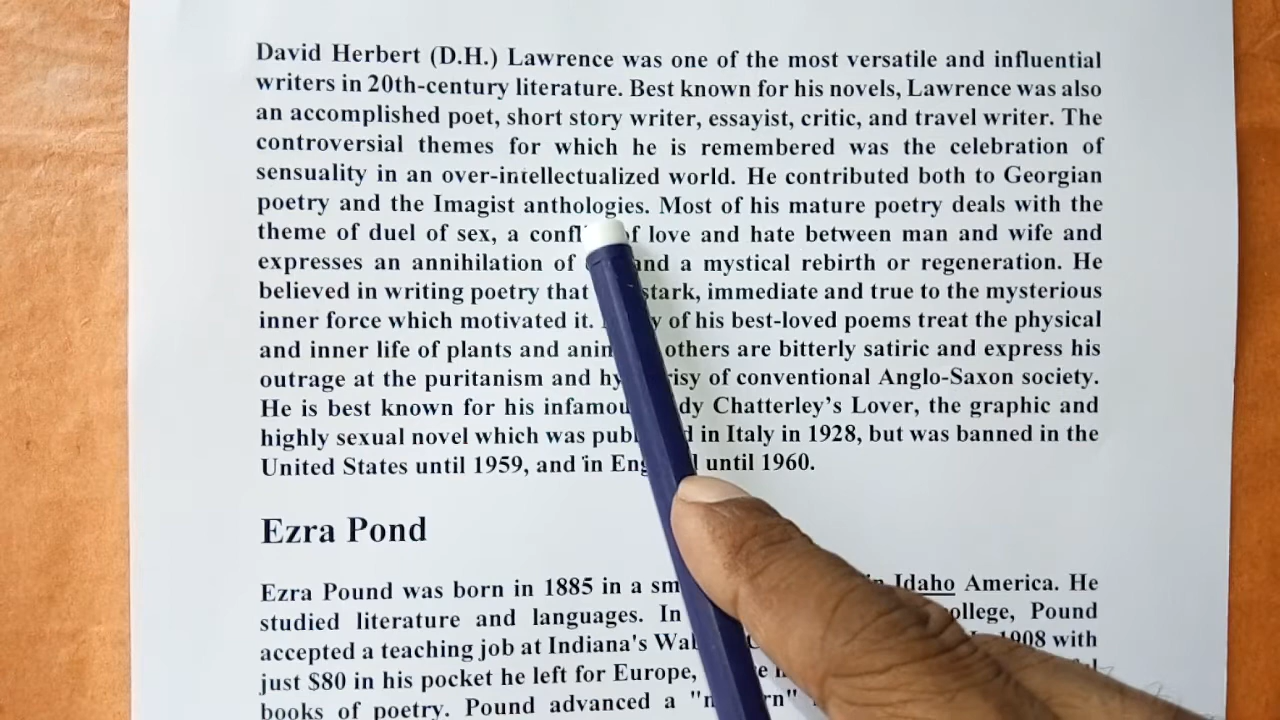 David Herbert (D.H.) Lawrence was one of the most versatile and influential
writers in 20th-century literature. Best known for his novels, Lawrence was also
an accomplished poet, short story writer, essayist, critic, and travel writer. The
controversial themes for which he is remembered was the celebration of
sensuality in an over-intellectualized world. He contributed both to Georgian
poetry and the Imagist anthologies. Most of his mature poetry deals with the
theme of duel of sex, a of love and hate between man and wife and
expresses an annihilation of and a mystical rebirth or regeneration. He
believed in writing poetry that stark, immediate and true to the mysterious
inner force which motivated it. of his best-loved poems treat the physical
and inner life of plants and others are bitterly satiric and express his
outrage at the puritanism and of conventional Anglo-Saxon society.
He is best known for his Chatterley's Lover, the graphic and
highly sexual novel which was in Italy in 1928, but was banned in the
United States until 1959, and in until 1960.
Ezra Pond
Ezra Pound was born in 1885 in a in Idaho America. He
studied literature and languages. In college, Pound
accepted a teaching job at Indiana's 1908 with
just $80 in his pocket he left for Europe,
books of poetry. Pound advanced a